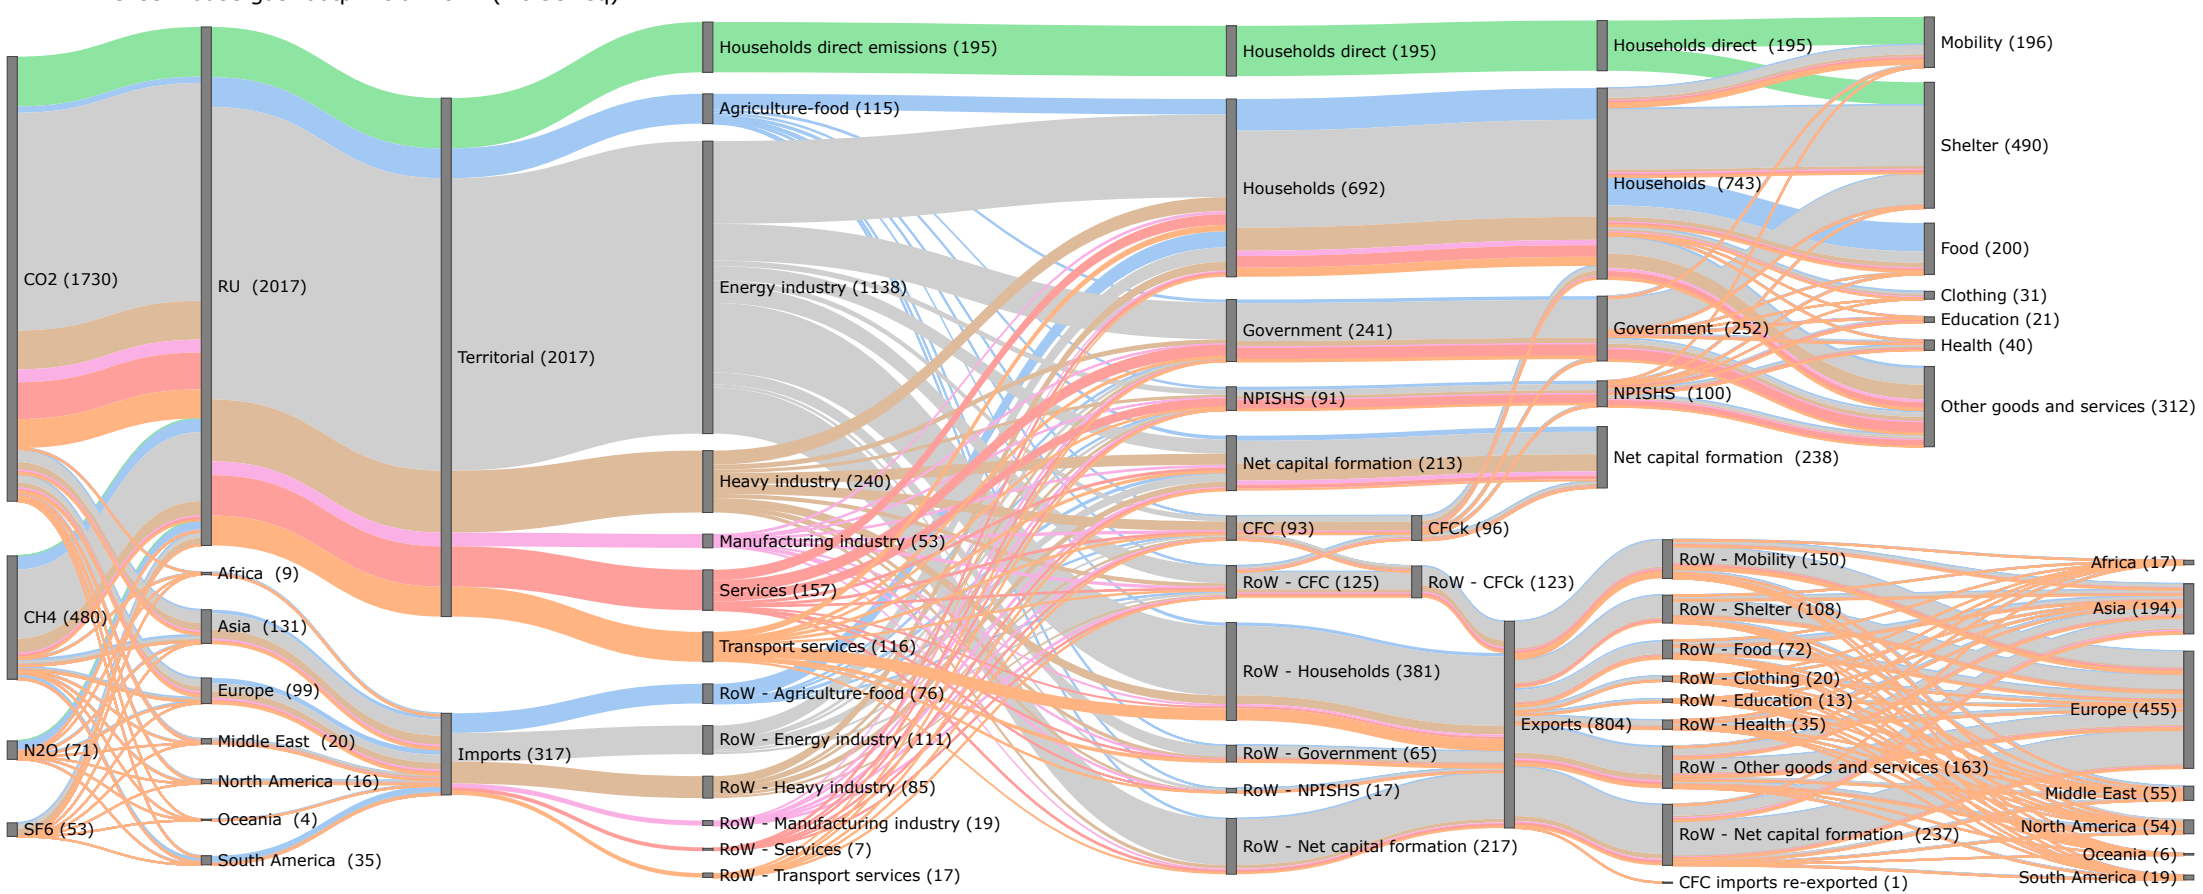 CO2 (1730)
CH4 (480)
N2O (71)
SF6 (53)
RU (2017)
Africa (9)
Asia (131)
Europe (99)
Middle East (20)
North America (16)
Oceania (4)
South America (35)
Territorial (2017)
Imports (317)
Households direct emissions (195)
Agriculture-food (115)
Energy industry (1138)
Heavy industry (240)
Manufacturing industry (53)
Services (157)
Transport services (116)
RoW - Agriculture-food (76)
RoW - Energy industry (111)
RoW - Heavy industry (85)
RoW - Manufacturing industry (19)
RoW - Services (7)
RoW - Transport services (17)
Households direct (195)
Households (692)
Government (241)
NPISHS (91)
Net capital formation (213)
CFC (93)
RoW - CFC (125)
RoW - Households (381)
RoW - Government (65)
RoW - NPISHS (17)
RoW - Net capital formation (217)
CFCk (96)
RoW - CFCk (123)
Exports (804)
Households direct (195)
Households (743)
Government (252)
NPISHS (100)
Net capital formation (238)
RoW - Mobility (150)
RoW - Shelter (108)
RoW - Food (72)
RoW - Clothing (20)
RoW - Education (13)
RoW - Health (35)
RoW - Other goods and services (163)
RoW - Net capital formation (237)
CFC imports re-exported (1)
Mobility (196)
Shelter (490)
Food (200)
Clothing (31)
Education (21)
Health (40)
Other goods and services (312)
Africa (17)
Asia (194)
Europe (455)
Middle East (55)
North America (54)
Oceania (6)
South America (19)